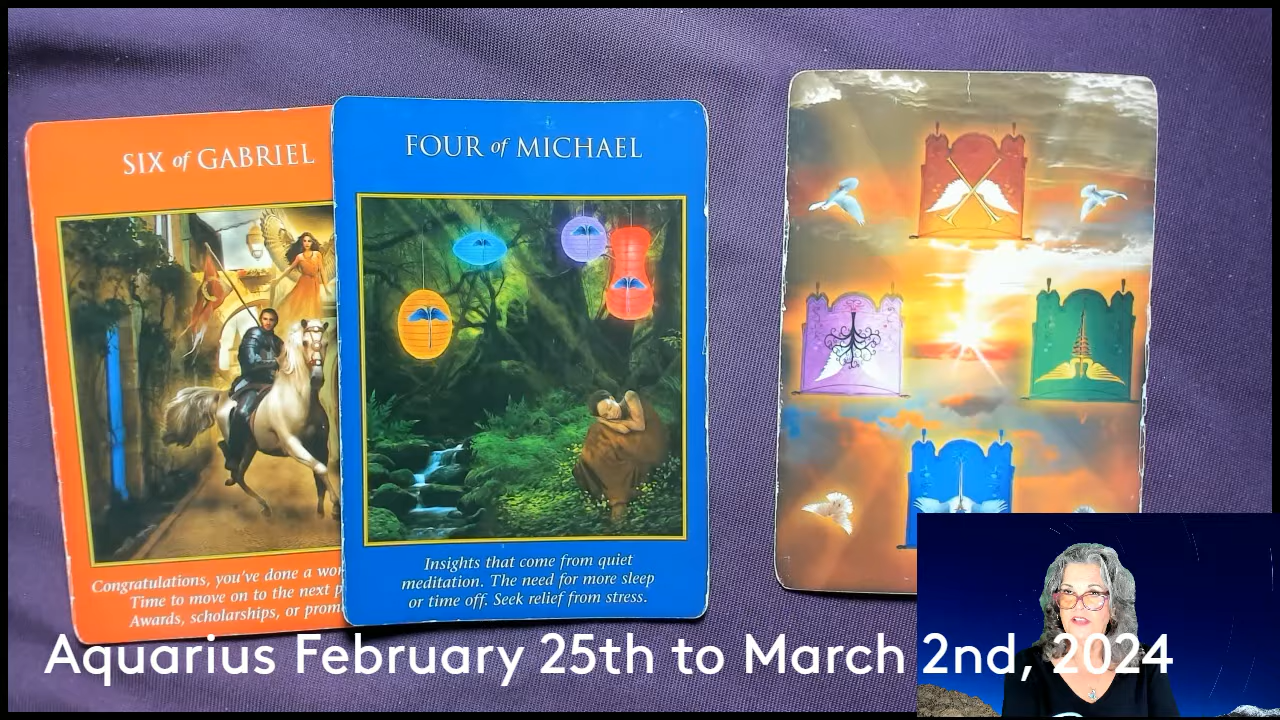 SIX of GABRIEL
FOUR of MICHAEL
Congratulations, you've done a
Time to move on to the next
Awards, scholarships, or
Insights that come from quiet
meditation. The need for more sleep
or time off. Seek relief from stress.
Aquarius February 25th to March 2nd, 2024